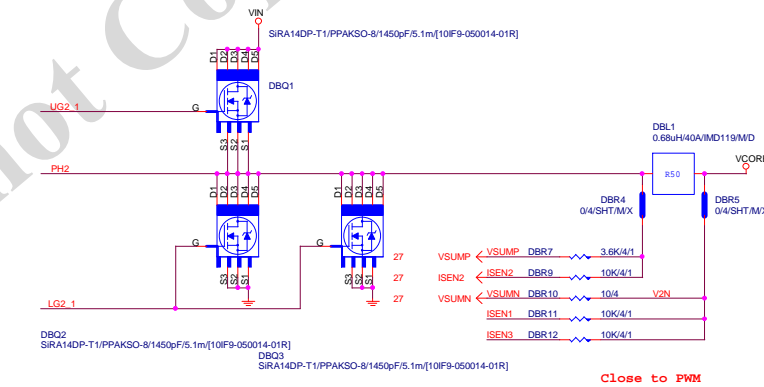 VIN
SiRA14DP-T1/PPAKSO-8/1450pF/5.1m/[10IF9-050014-01R]
D1 D2 D3 D4 D5
DBQ1
UG2_1
G
S3 S2 S1
DBL1
0.68uH/40A/IMD119/M/D
PH2
R50
VCORE
D1 D2 D3 D4 D5
D1 D2 D3 D4 D5
DBR4
0/4/SHT/M/X
DBR5
0/4/SHT/M/X
G
G
S3 S2 S1
S3 S2 S1
27 VSUMP VSUMP DBR7 3.6K/4/1
27 ISEN2 ISEN2 DBR9 10K/4/1
27 VSUMN VSUMN DBR10 10/4 V2N
ISEN1 DBR11 10K/4/1
ISEN3 DBR12 10K/4/1
LG2_1
DBQ2
SiRA14DP-T1/PPAKSO-8/1450pF/5.1m/[10IF9-050014-01R]
DBQ3
SiRA14DP-T1/PPAKSO-8/1450pF/5.1m/[10IF9-050014-01R]
Close to PWM
not Co